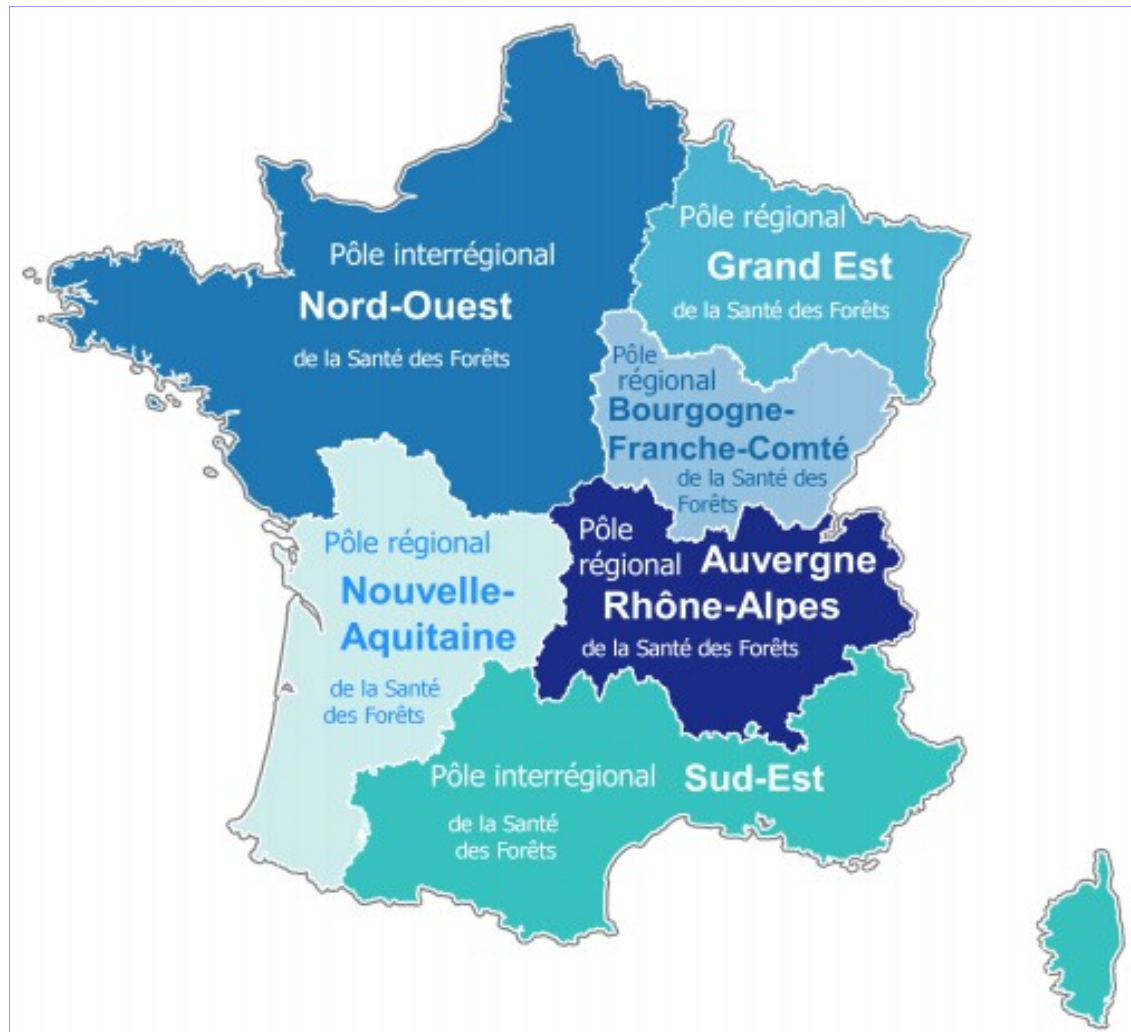 Pôle interrégional
Nord-Ouest
de la Santé des Forêts
Pôle régional
Grand Est
de la Santé des Forêts
Pôle
régional
Bourgogne-
Franche-Comté
de la Santé des
Forêts
Pôle
régional Auvergne
Rhône-Alpes
de la Santé des Forêts
Pôle régional
Nouvelle-
Aquitaine
de la Santé
des Forêts
Pôle interrégional Sud-Est
de la Santé
des Forêts